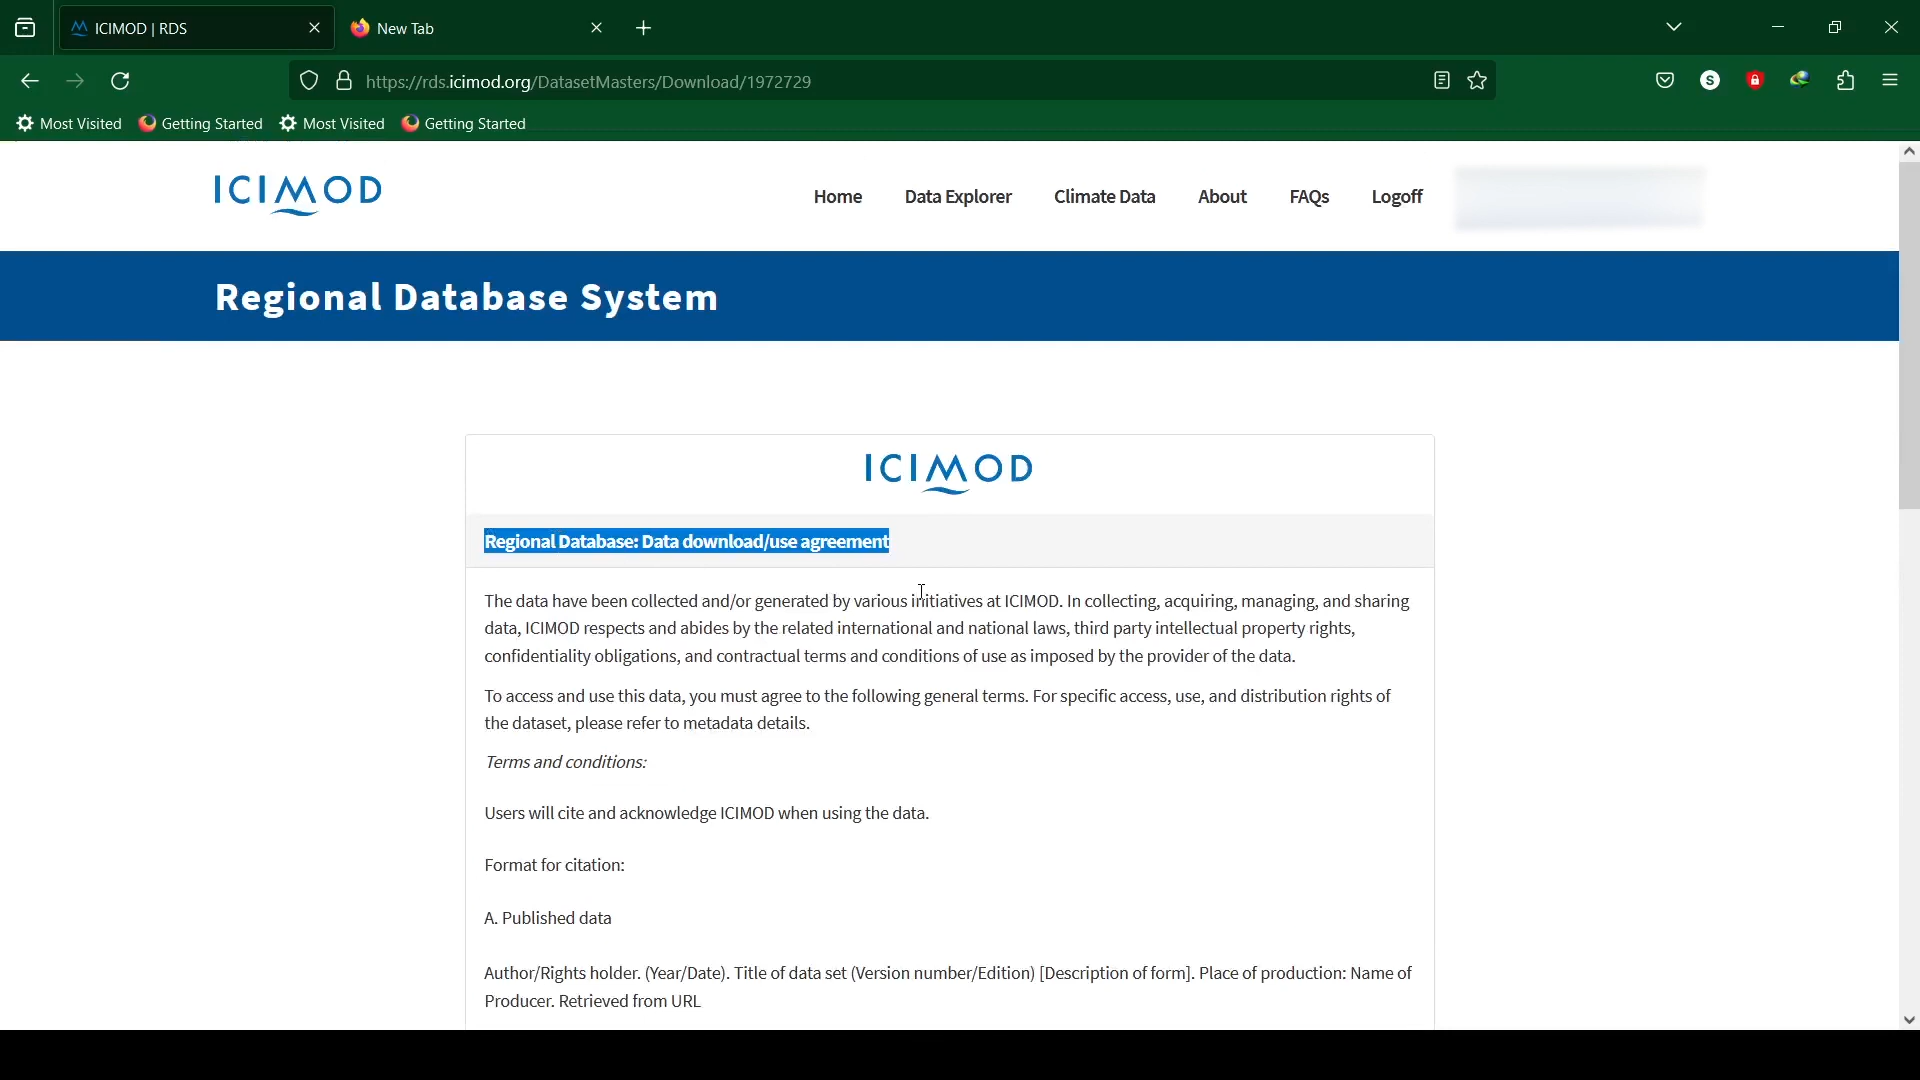 ICIMOD | RDS
New Tab
https://rds.icimod.org/DatasetMasters/Download/1972729
S
Most Visited
Getting Started
Most Visited
Getting Started
ICIMOD
Home
Data Explorer
Climate Data
About
FAQs
Logoff
Regional Database System
ICIMOD
Regional Database: Data download/use agreement
The data have been collected and/or generated by various initiatives at ICIMOD. In collecting, acquiring, managing, and sharing
data, ICIMOD respects and abides by the related international and national laws, third party intellectual property rights,
confidentiality obligations, and contractual terms and conditions of use as imposed by the provider of the data.
To access and use this data, you must agree to the following general terms. For specific access, use, and distribution rights of
the dataset, please refer to metadata details.
Terms and conditions:
Users will cite and acknowledge ICIMOD when using the data.
Format for citation:
A. Published data
Author/Rights holder. (Year/Date). Title of data set (Version number/Edition) [Description of form]. Place of production: Name of
Producer. Retrieved from URL